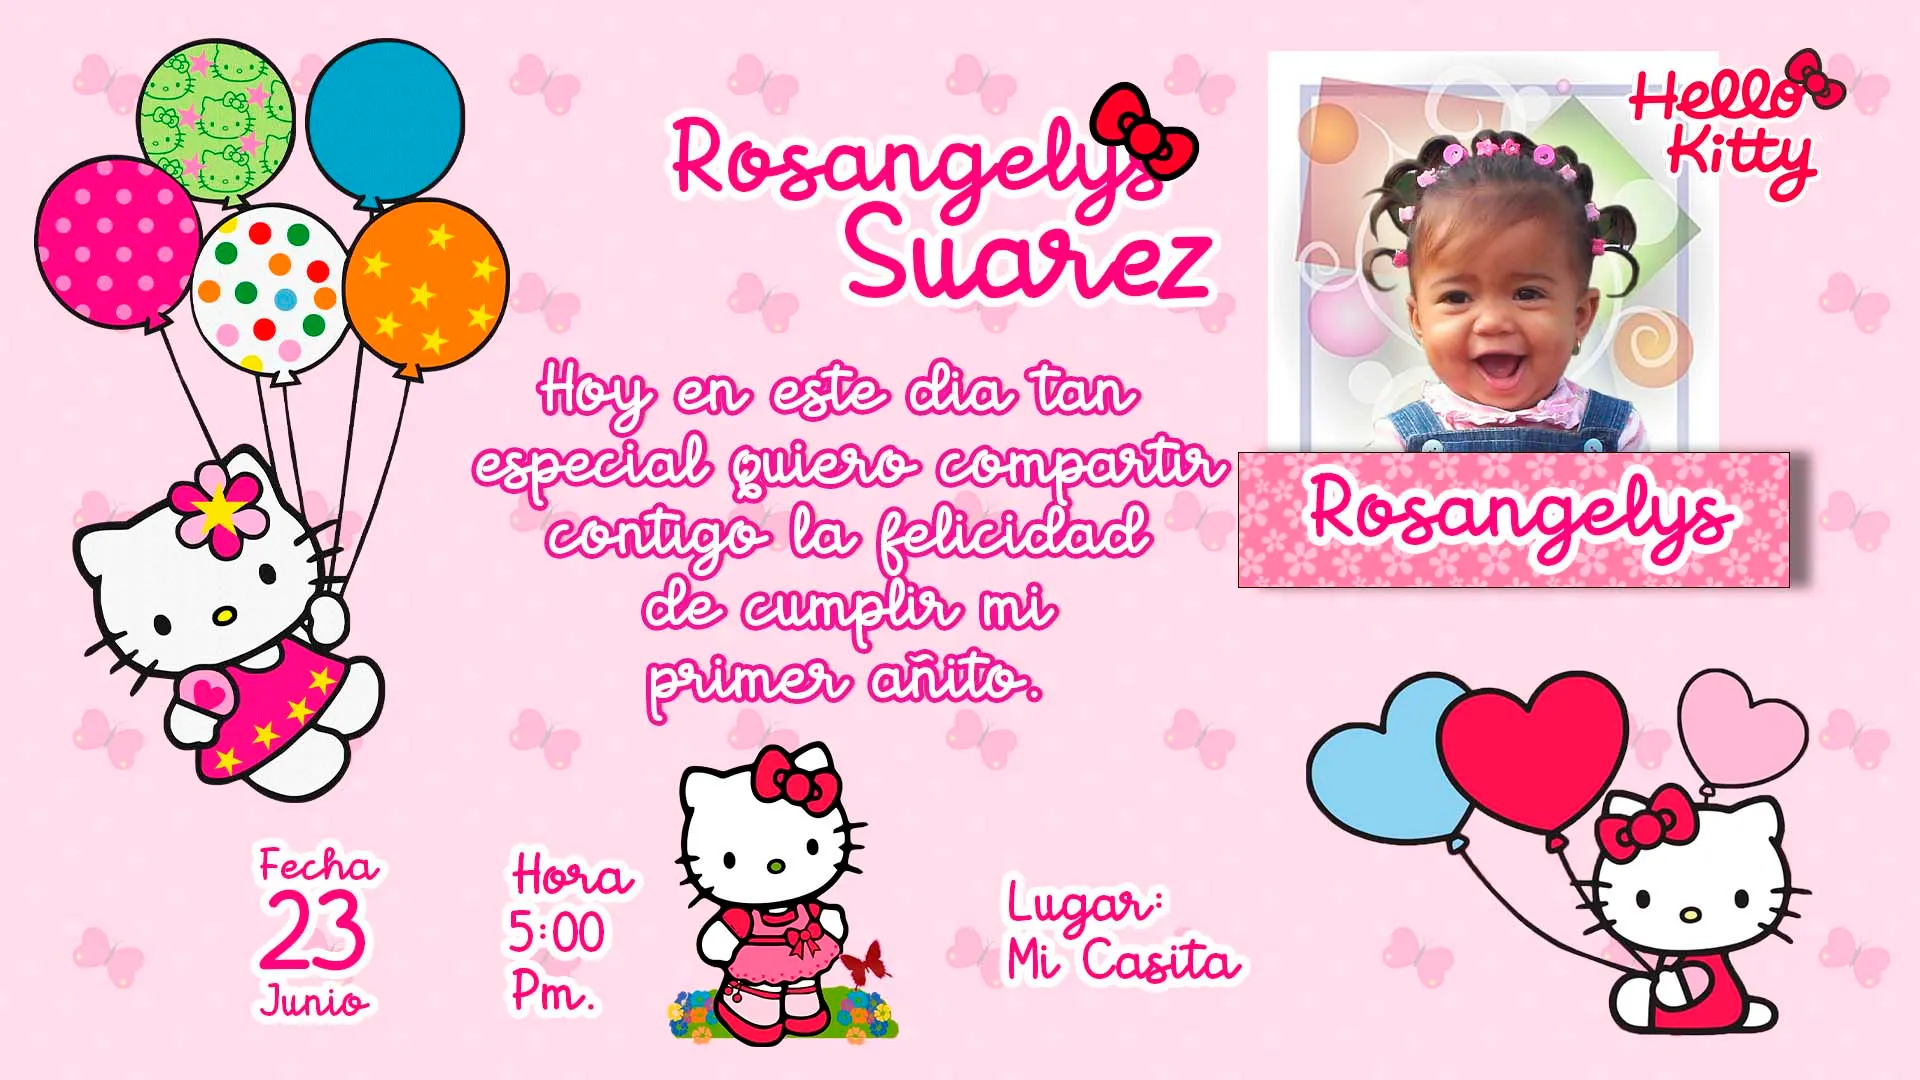 Rosangelys
Suarez
Hello
Kitty
Hoy en este dia tan
especial quiero compartir
contigo la felicidad
de cumplir mi
primer añito.
Rosangelys
Fecha
23
Junio
Hora
5:00
Pm.
Lugar:
Mi Casita